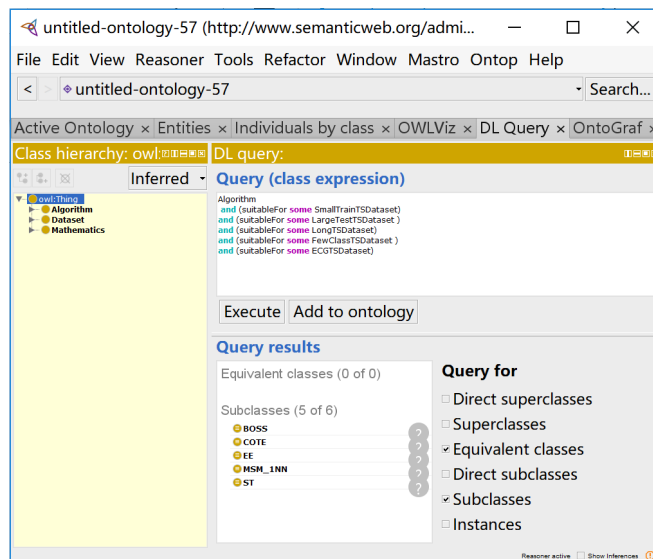 untitled-ontology-57 (http://www.semanticweb.org/admi...
File Edit View Reasoner Tools Refactor Window Mastro Ontop Help
< > untitled-ontology-57 Search...
Active Ontology × Entities × Individuals by class × OWLViz × DL Query × OntoGraf ×
Class hierarchy: owl:
Inferred
owl:Thing
Algorithm
Dataset
Mathematics
DL query:
Query (class expression)
Algorithm
and (suitableFor some SmallTrainTSDataset)
and (suitableFor some LargeTestTSDataset )
and (suitableFor some LongTSDataset)
and (suitableFor some FewClassTSDataset )
and (suitableFor some ECGTSDataset)
Execute Add to ontology
Query results
Equivalent classes (0 of 0)
Subclasses (5 of 6)
BOSS ?
COTE ?
EE ?
MSM_1NN ?
ST ?
Query for
Direct superclasses
Superclasses
Equivalent classes
Direct subclasses
Subclasses
Instances
Reasoner active Show Inferences